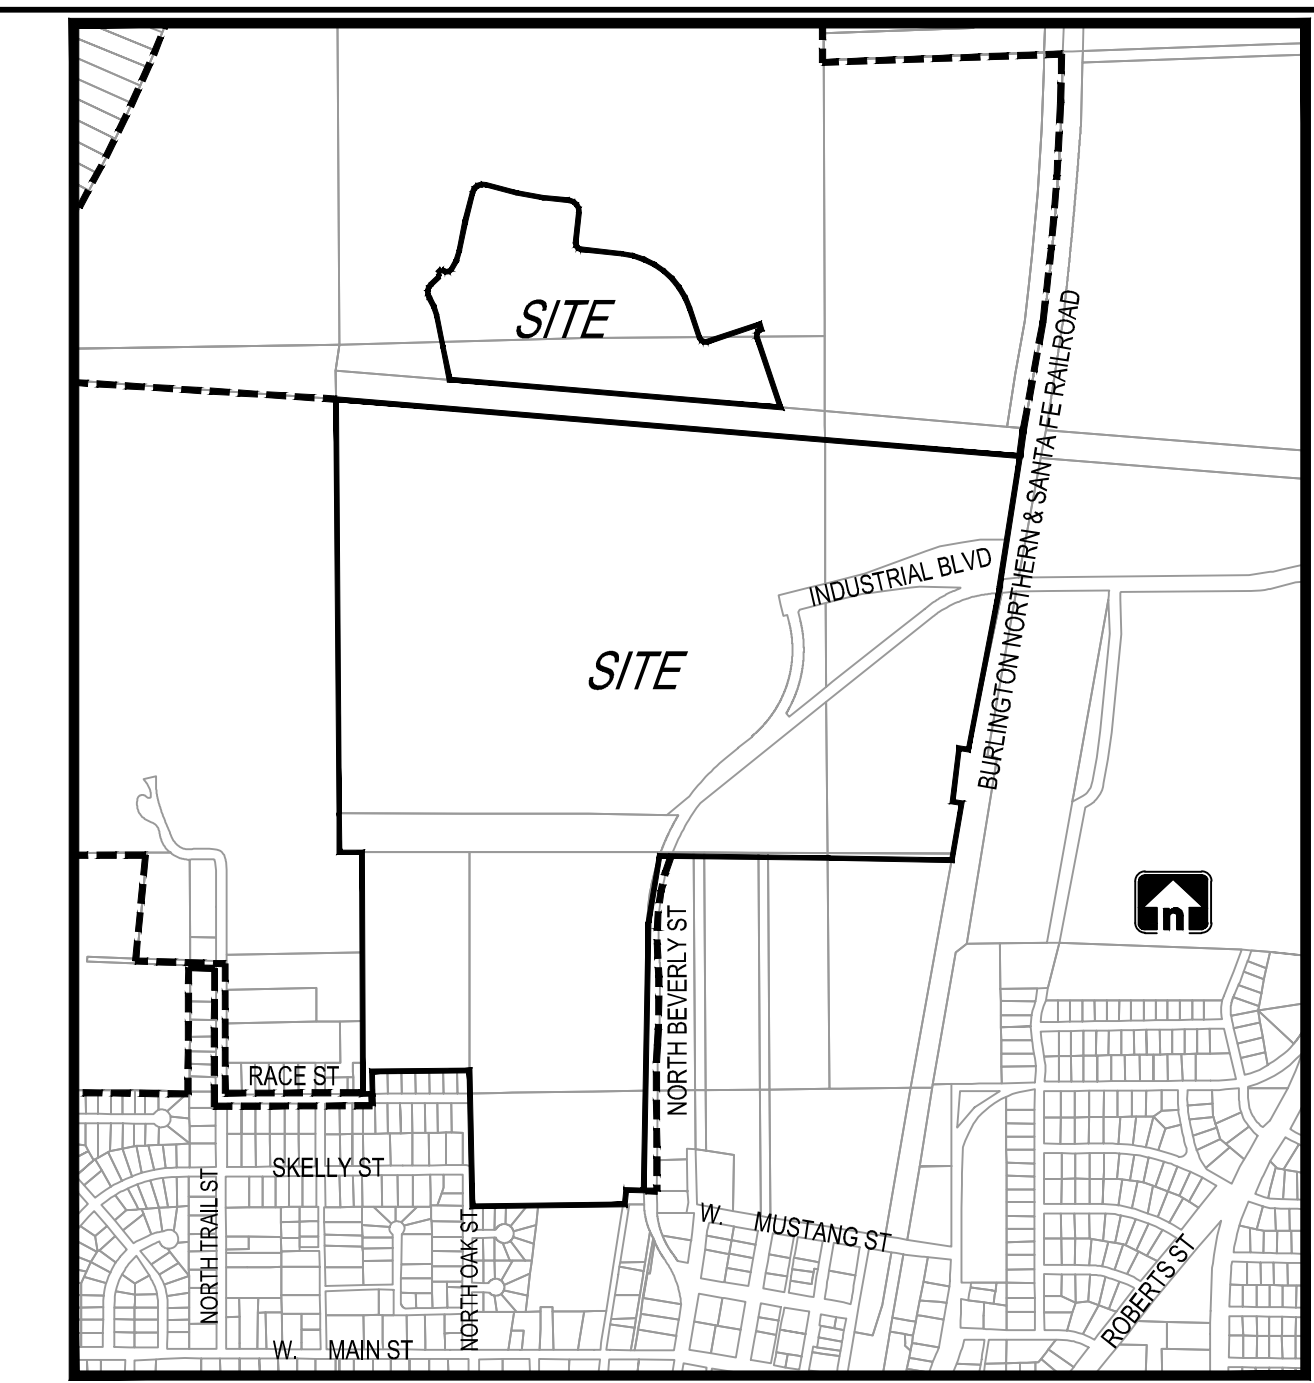 SITE
BURLINGTON NORTHERN & SANTA FE RAILROAD
INDUSTRIAL BLVD
SITE
n
NORTH BEVERLY ST
RACE ST
SKELLY ST
NORTH TRAIL ST
NORTH OAK ST
W. MUSTANG ST
ROBERTS ST
W. MAIN ST